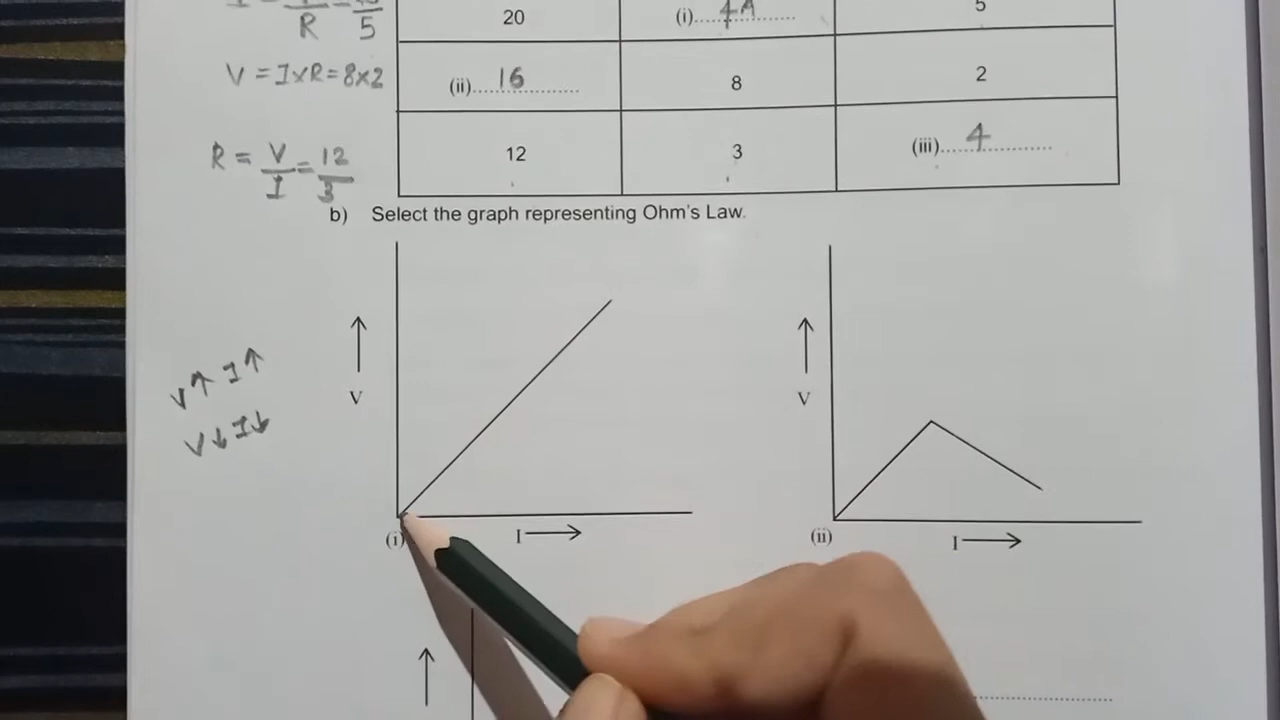 R 5
20 (i)....4A.... 5
V = I×R = 8×2
(ii)....16.... 8 2
R = V/I = 12/3
12 3 (iii)....4....
b) Select the graph representing Ohm's Law.
V↑ I↑
V↓ I↓
V
V
(i) I
(ii) I